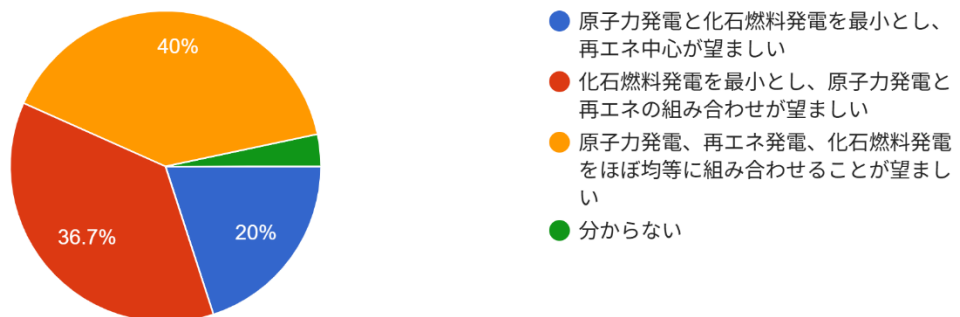 40%
36.7%
20%
原子力発電と化石燃料発電を最小とし、
再エネ中心が望ましい
化石燃料発電を最小とし、原子力発電と
再エネの組み合わせが望ましい
原子力発電、再エネ発電、化石燃料発電
をほぼ均等に組み合わせることが望まし
い
分からない